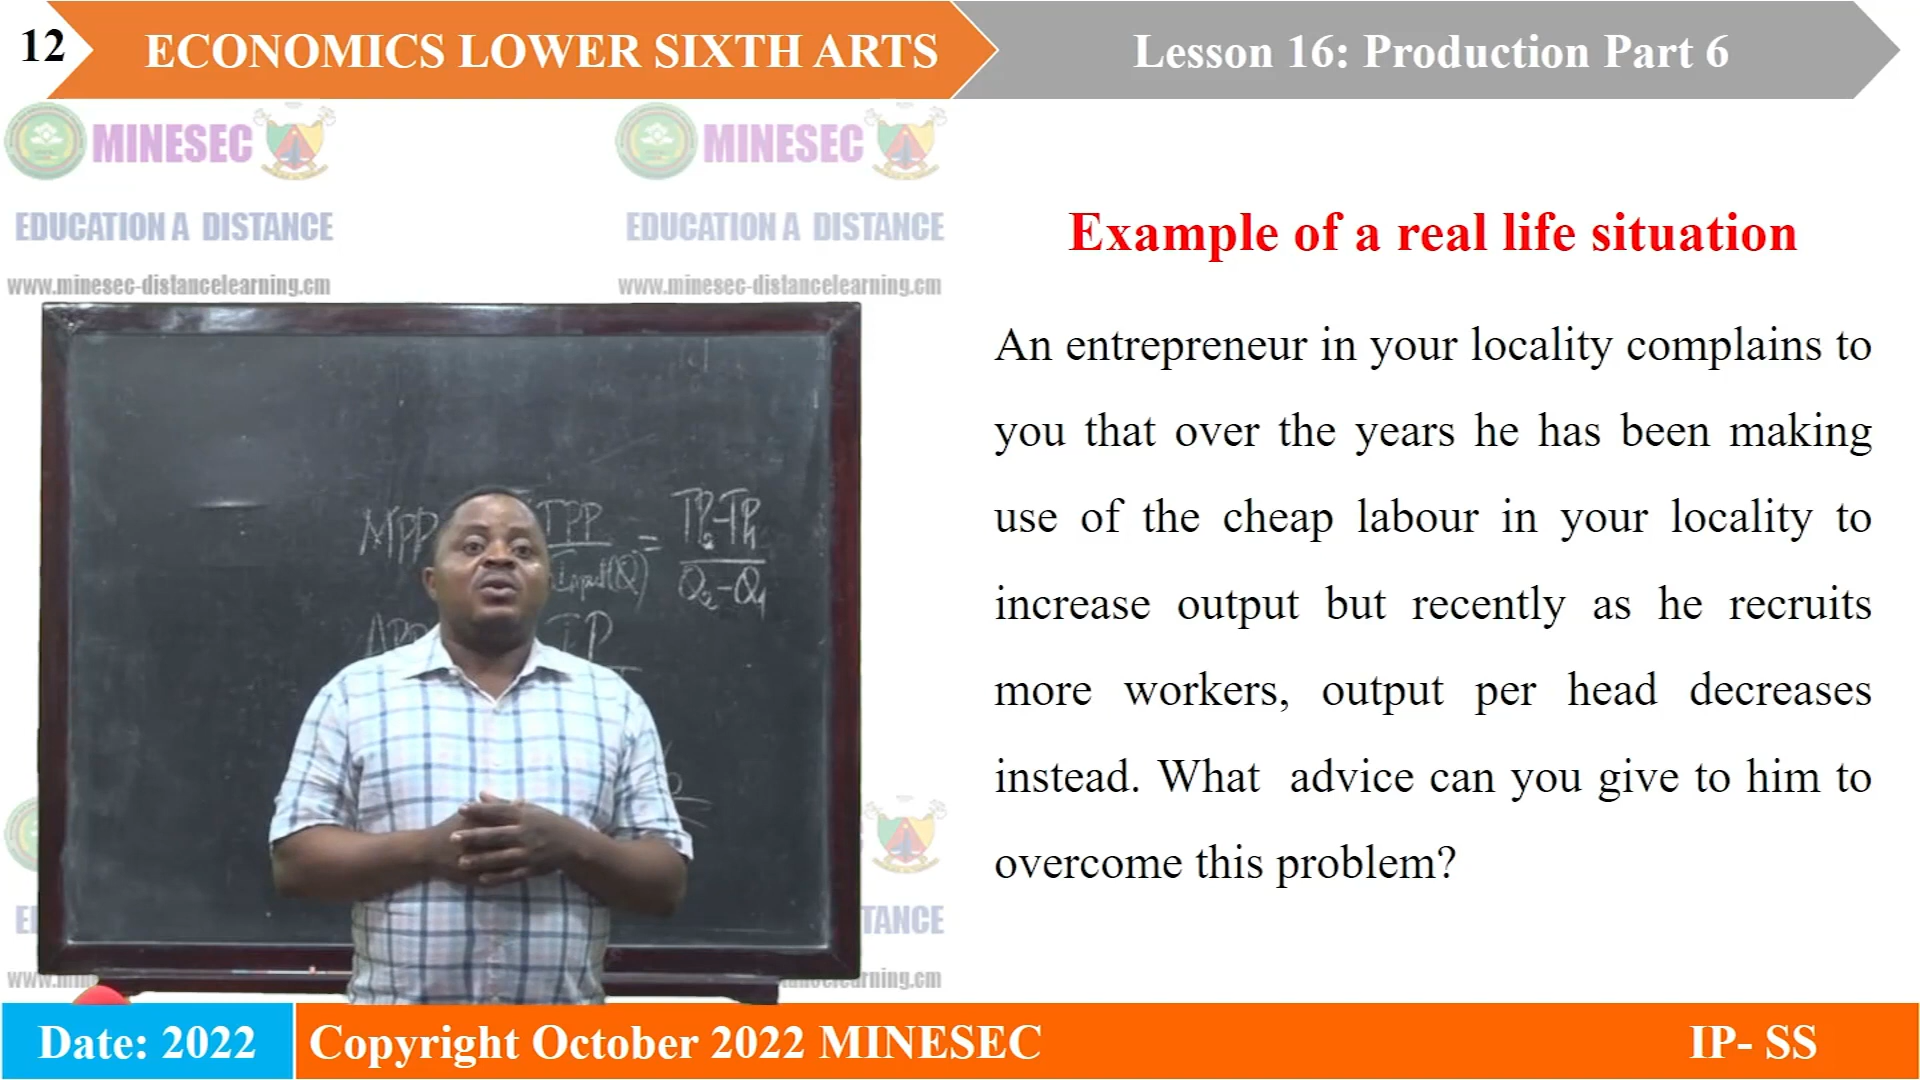 12
ECONOMICS LOWER SIXTH ARTS
Lesson 16: Production Part 6
MINESEC
MINESEC
EDUCATION A DISTANCE
EDUCATION A DISTANCE
www.minesec-distancelearning.cm
www.minesec-distancelearning.cm
Example of a real life situation
An entrepreneur in your locality complains to
you that over the years he has been making
use of the cheap labour in your locality to
increase output but recently as he recruits
more workers, output per head decreases
instead. What advice can you give to him to
overcome this problem?
MPP
TPP
Input(Q)
= TP₂-TP₁
Q₂-Q₁
TP
TANCE
Date: 2022
Copyright October 2022 MINESEC
IP- SS